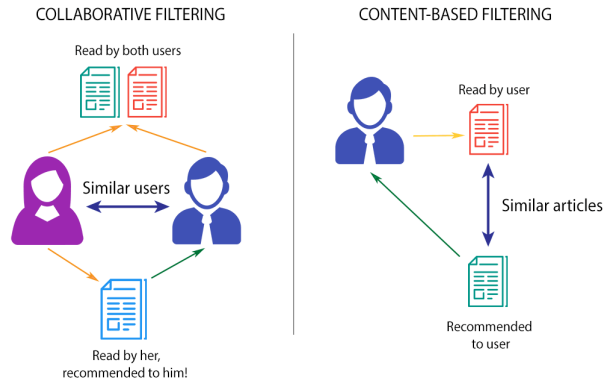 COLLABORATIVE FILTERING
Read by both users
Similar users
Read by her,
recommended to him!
CONTENT-BASED FILTERING
Read by user
Similar articles
Recommended
to user